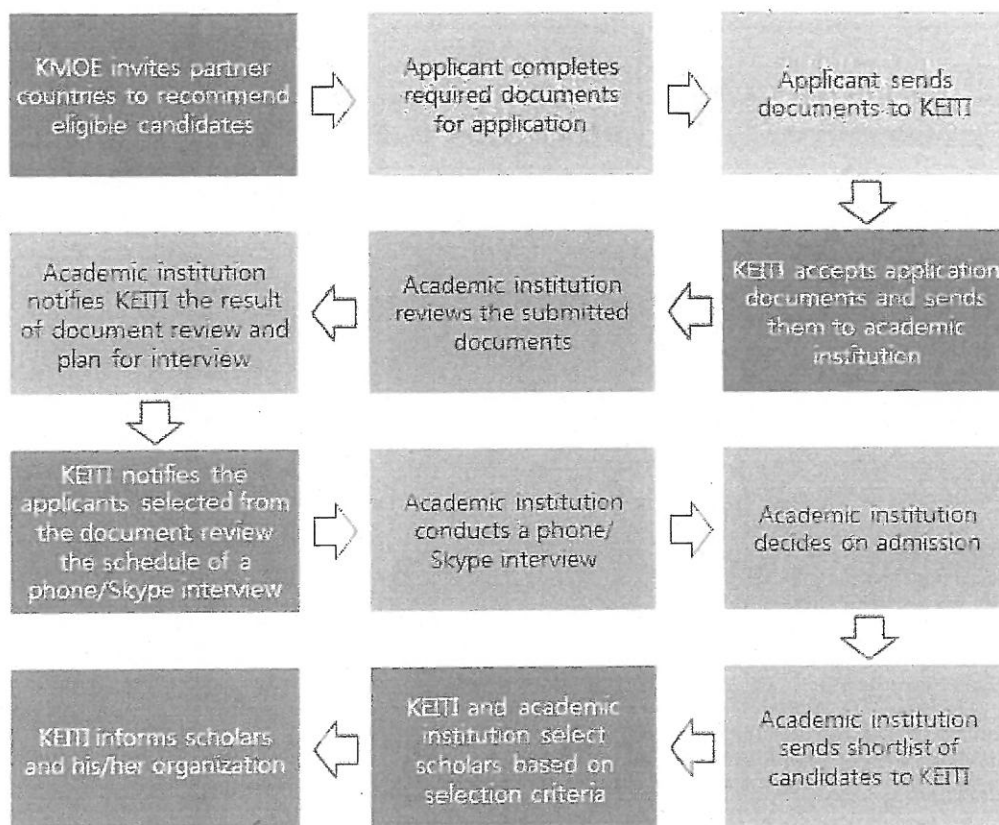 KMOE invites partner
countries to recommend
eligible candidates
Applicant completes
required documents
for application
Applicant sends
documents to KEITI
KEITI accepts application
documents and sends
them to academic
institution
Academic institution
reviews the submitted
documents
Academic institution
notifies KEITI the result
of document review and
plan for interview
KEITI notifies the
applicants selected from
the document review
the schedule of a
phone/Skype interview
Academic institution
conducts a phone/
Skype interview
Academic institution
decides on admission
Academic institution
sends shortlist of
candidates to KEITI
KEITI and academic
institution select
scholars based on
selection criteria
KEITI informs scholars
and his/her organization